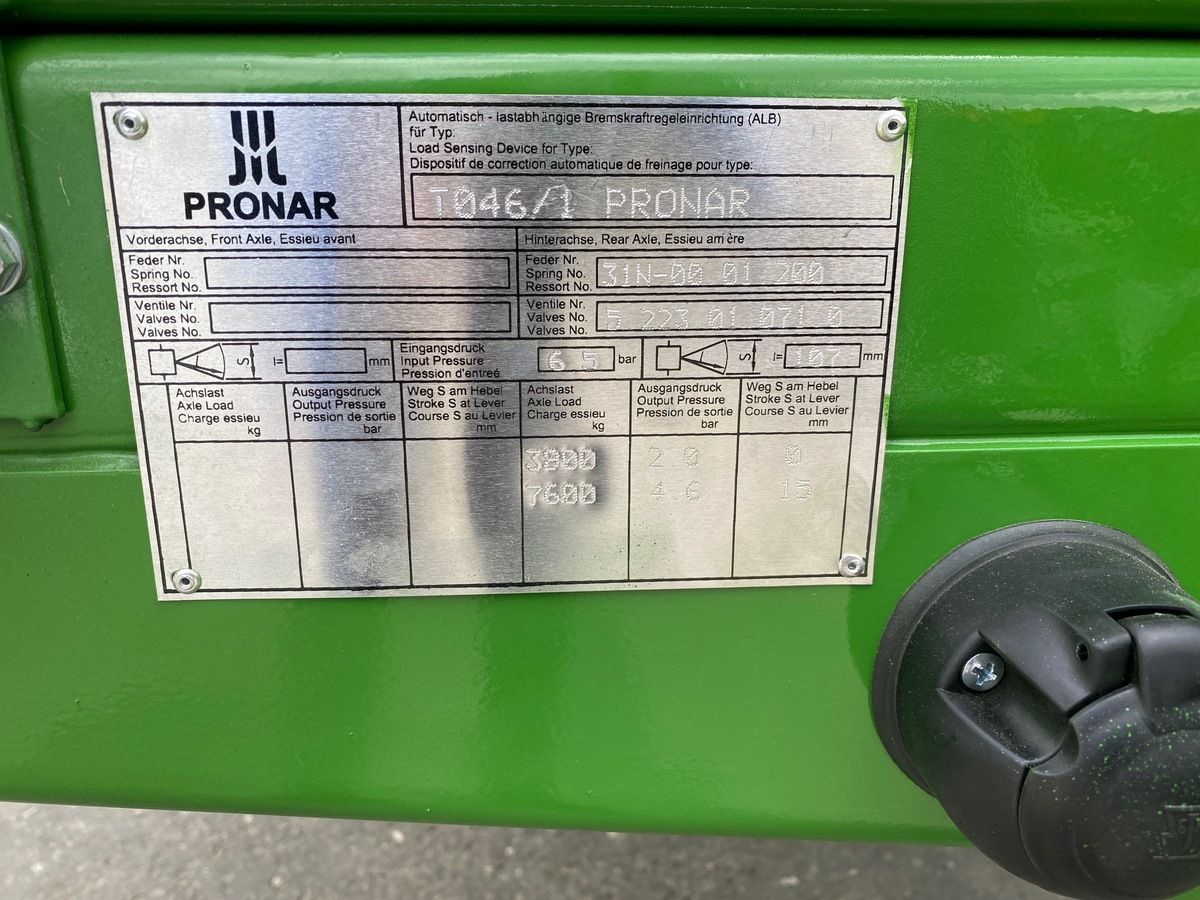 PRONAR
Automatisch - lastabhängige Bremskraftregeleinrichtung (ALB)
für Typ:
Load Sensing Device for Type:
Dispositif de correction automatique de freinage pour type:
T046/1 PRONAR
Vorderachse, Front Axle, Essieu avant
Hinterachse, Rear Axle, Essieu arrière
Feder Nr.
Spring No.
Ressort No.
Feder Nr.
Spring No.
Ressort No.
31N-00 01 200
Ventile Nr.
Valves No.
Valves No.
Ventile Nr.
Valves No.
Valves No.
5 223 01 071 0
S l= mm
Eingangsdruck
Input Pressure
Pression d'entreé
6.5 bar
S l= 107 mm
Achslast
Axle Load
Charge essieu
kg
Ausgangsdruck
Output Pressure
Pression de sortie
bar
Weg S am Hebel
Stroke S at Lever
Course S au Levier
mm
Achslast
Axle Load
Charge essieu
kg
Ausgangsdruck
Output Pressure
Pression de sortie
bar
Weg S am Hebel
Stroke S at Lever
Course S au Levier
mm
3800 2.0 0
7600 4.6 15